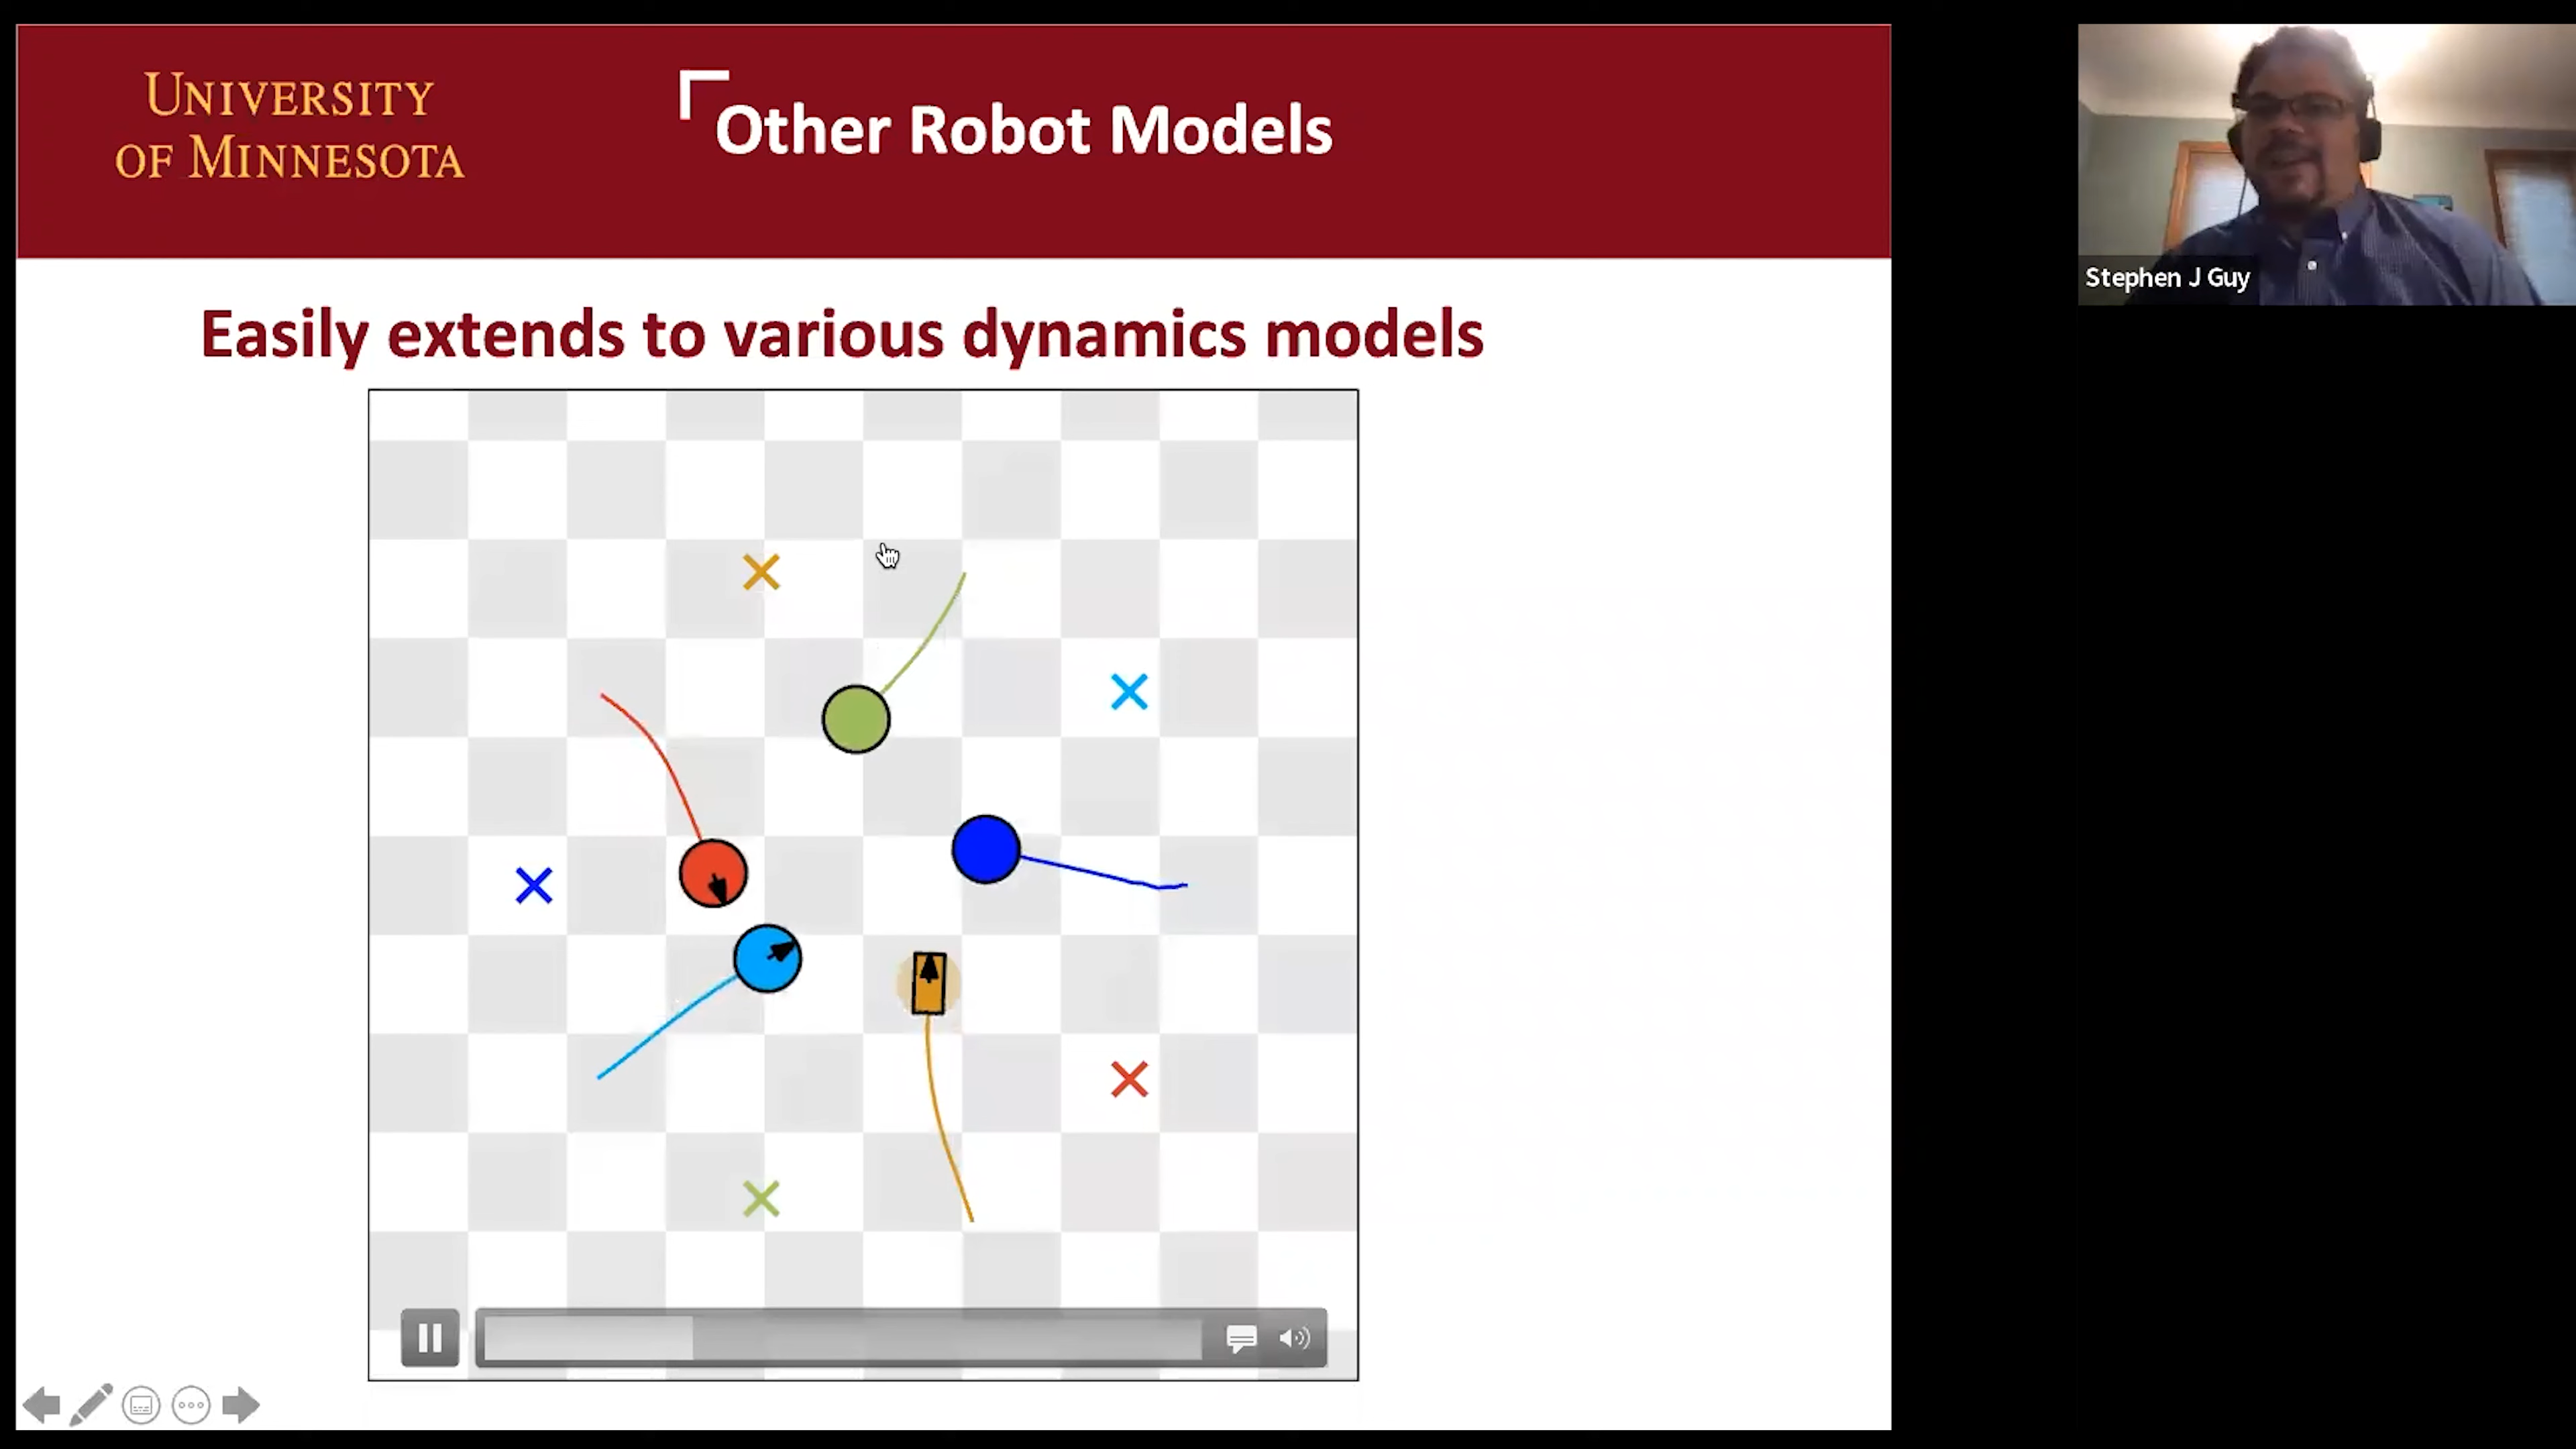 UNIVERSITY
OF MINNESOTA
Other Robot Models
Easily extends to various dynamics models
Stephen J Guy